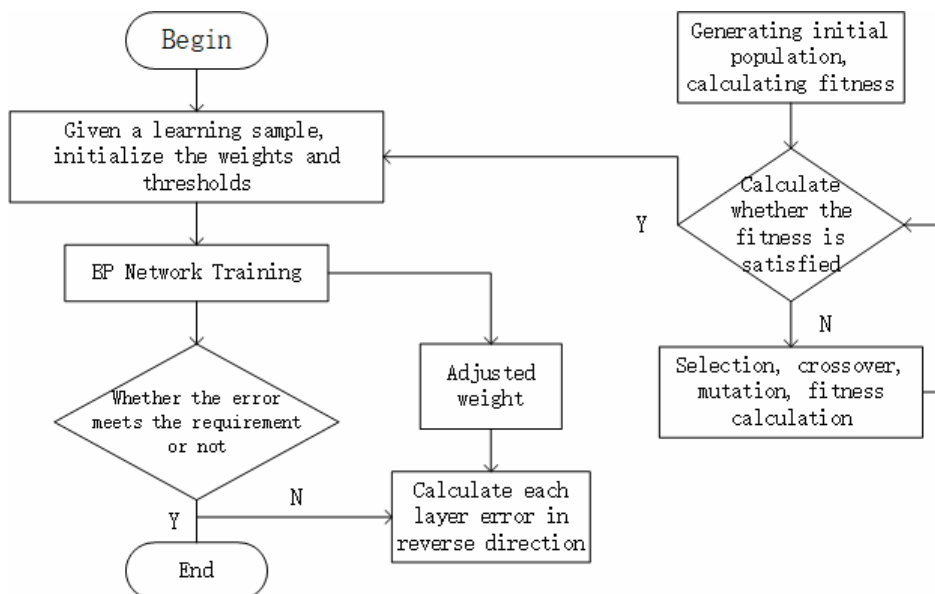 Begin
Given a learning sample,
initialize the weights and
thresholds
BP Network Training
Whether the error
meets the requirement
or not
Y
N
End
Adjusted
weight
Calculate each
layer error in
reverse direction
Generating initial
population,
calculating fitness
Calculate
whether the
fitness is
satisfied
Y
N
Selection, crossover,
mutation, fitness
calculation